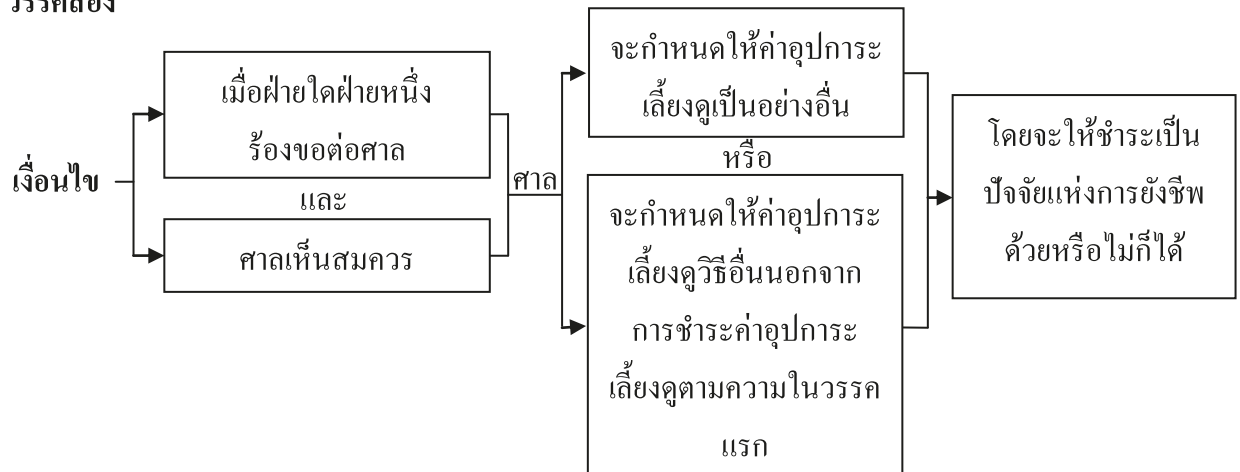 วรรคสอง
เงื่อนไข
เมื่อฝ่ายใดฝ่ายหนึ่ง
ร้องขอต่อศาล
และ
ศาลเห็นสมควร
ศาล
จะกำหนดให้ค่าอุปการะ
เลี้ยงดูเป็นอย่างอื่น
หรือ
จะกำหนดให้ค่าอุปการะ
เลี้ยงดูวิธีอื่นนอกจาก
การชำระค่าอุปการะ
เลี้ยงดูตามความในวรรค
แรก
โดยจะให้ชำระเป็น
ปัจจัยแห่งการยังชีพ
ด้วยหรือไม่ก็ได้